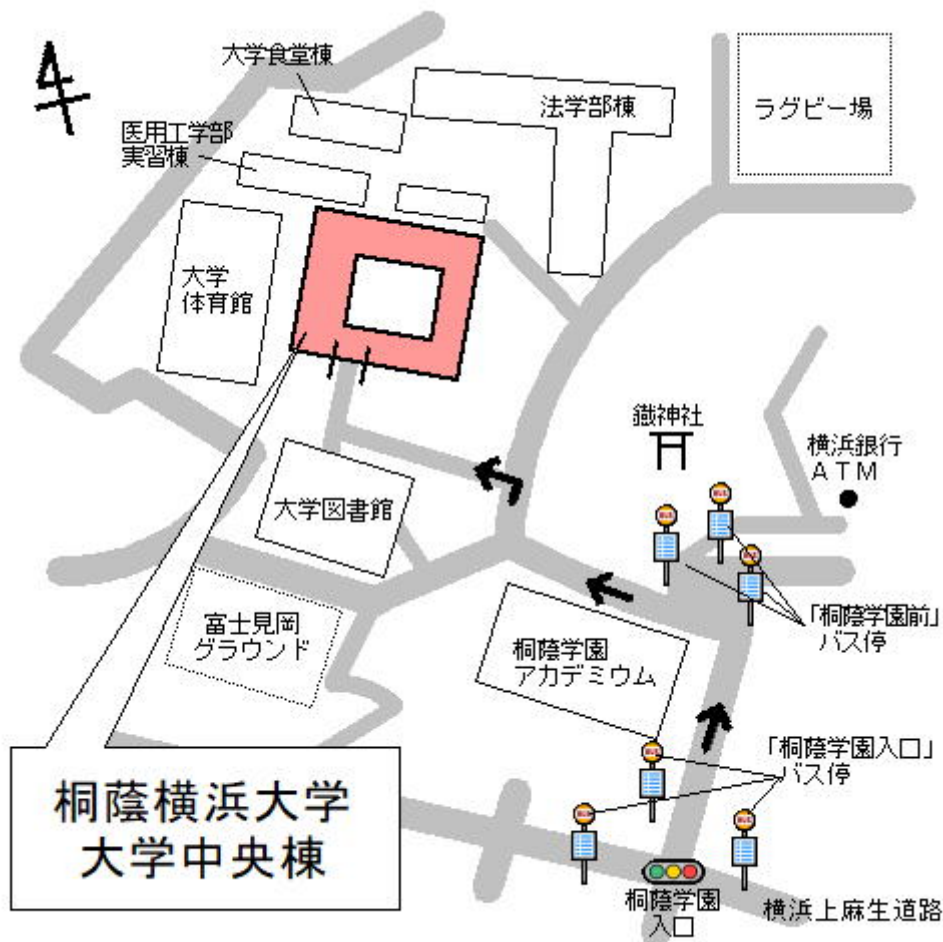 大学食堂棟
法学部棟
ラグビー場
医用工学部
実習棟
大学
体育館
鐵神社
横浜銀行
ATM
大学図書館
「桐蔭学園前」
バス停
富士見岡
グラウンド
桐蔭学園
アカデミウム
「桐蔭学園入口」
バス停
桐蔭横浜大学
大学中央棟
桐蔭学園
入口
横浜上麻生道路